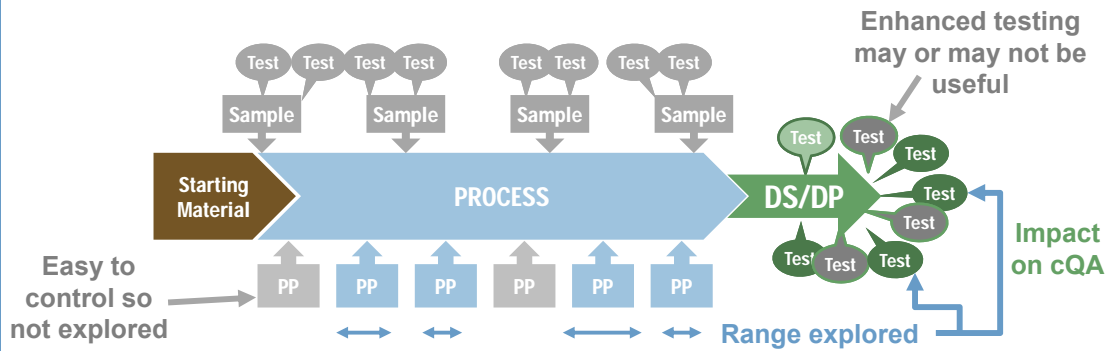 Enhanced testing
may or may not be
useful
Test Test Test Test Test Test Test Test
Sample Sample Sample Sample
Test
Test
Test
Test
Test
Test
Test
Test
Starting
Material
PROCESS
DS/DP
Impact
on cQA
Easy to
control so
not explored
PP PP PP PP PP PP
Range explored